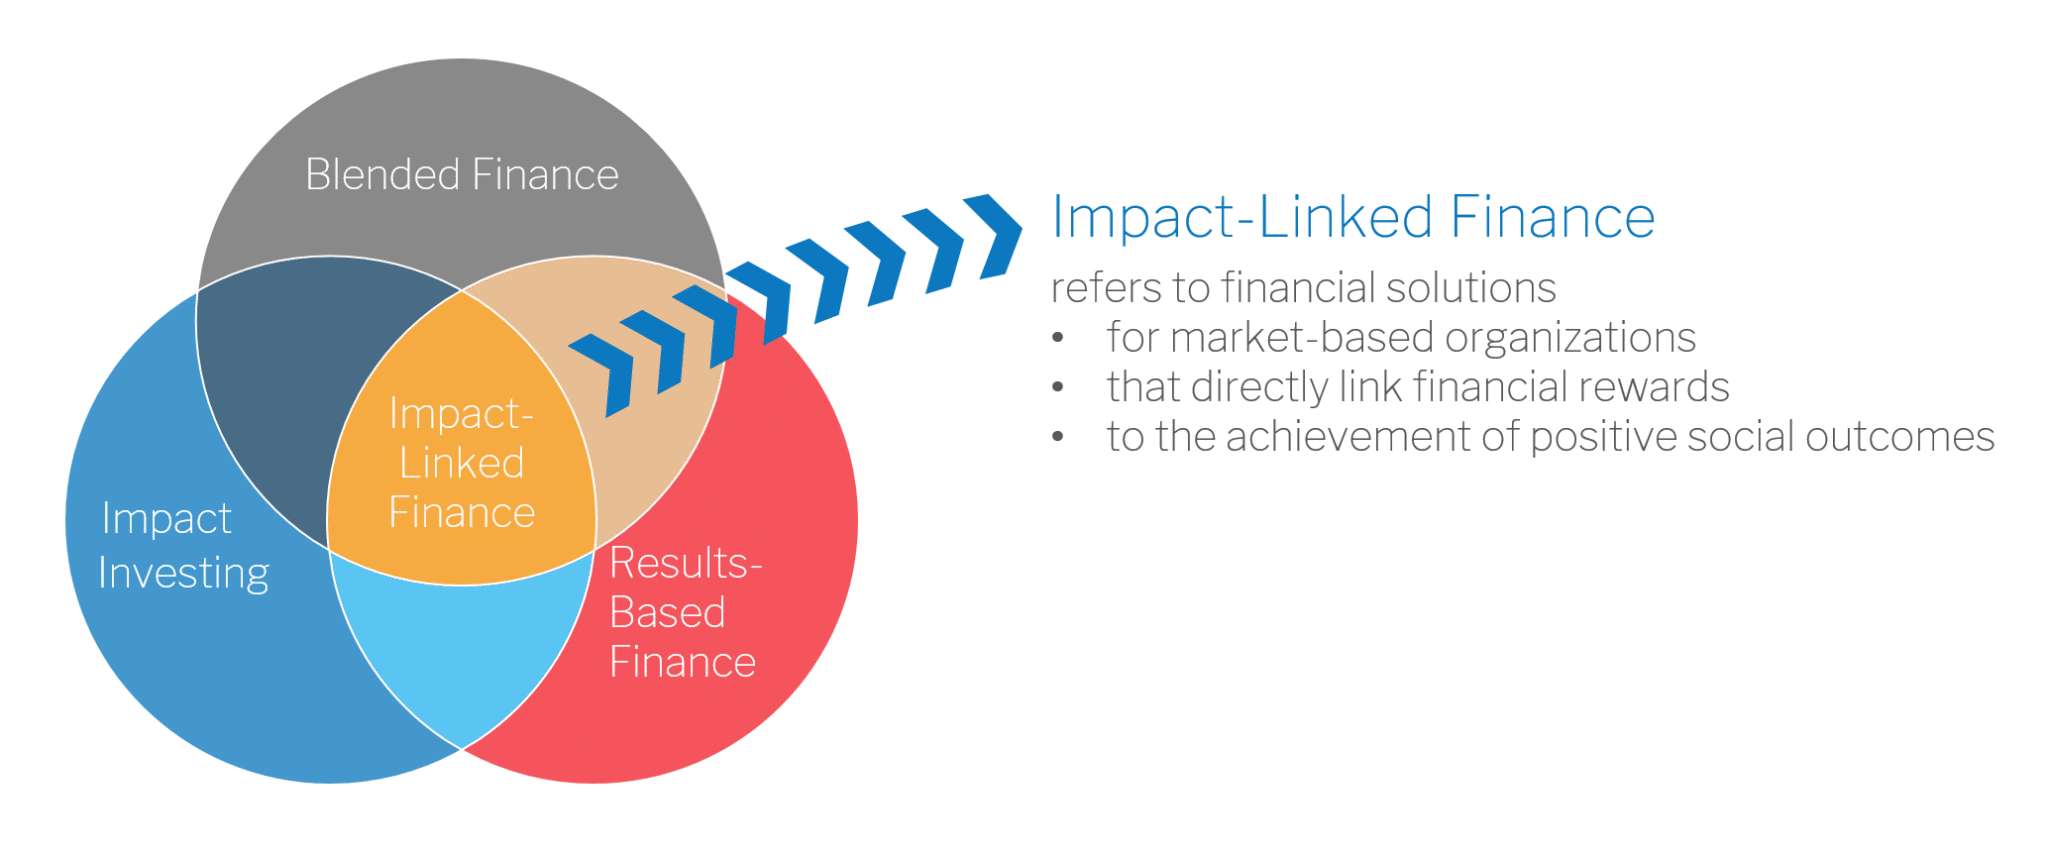 Blended Finance
Impact-
Linked
Finance
Impact
Investing
Results-
Based
Finance
Impact-Linked Finance
refers to financial solutions
• for market-based organizations
• that directly link financial rewards
• to the achievement of positive social outcomes